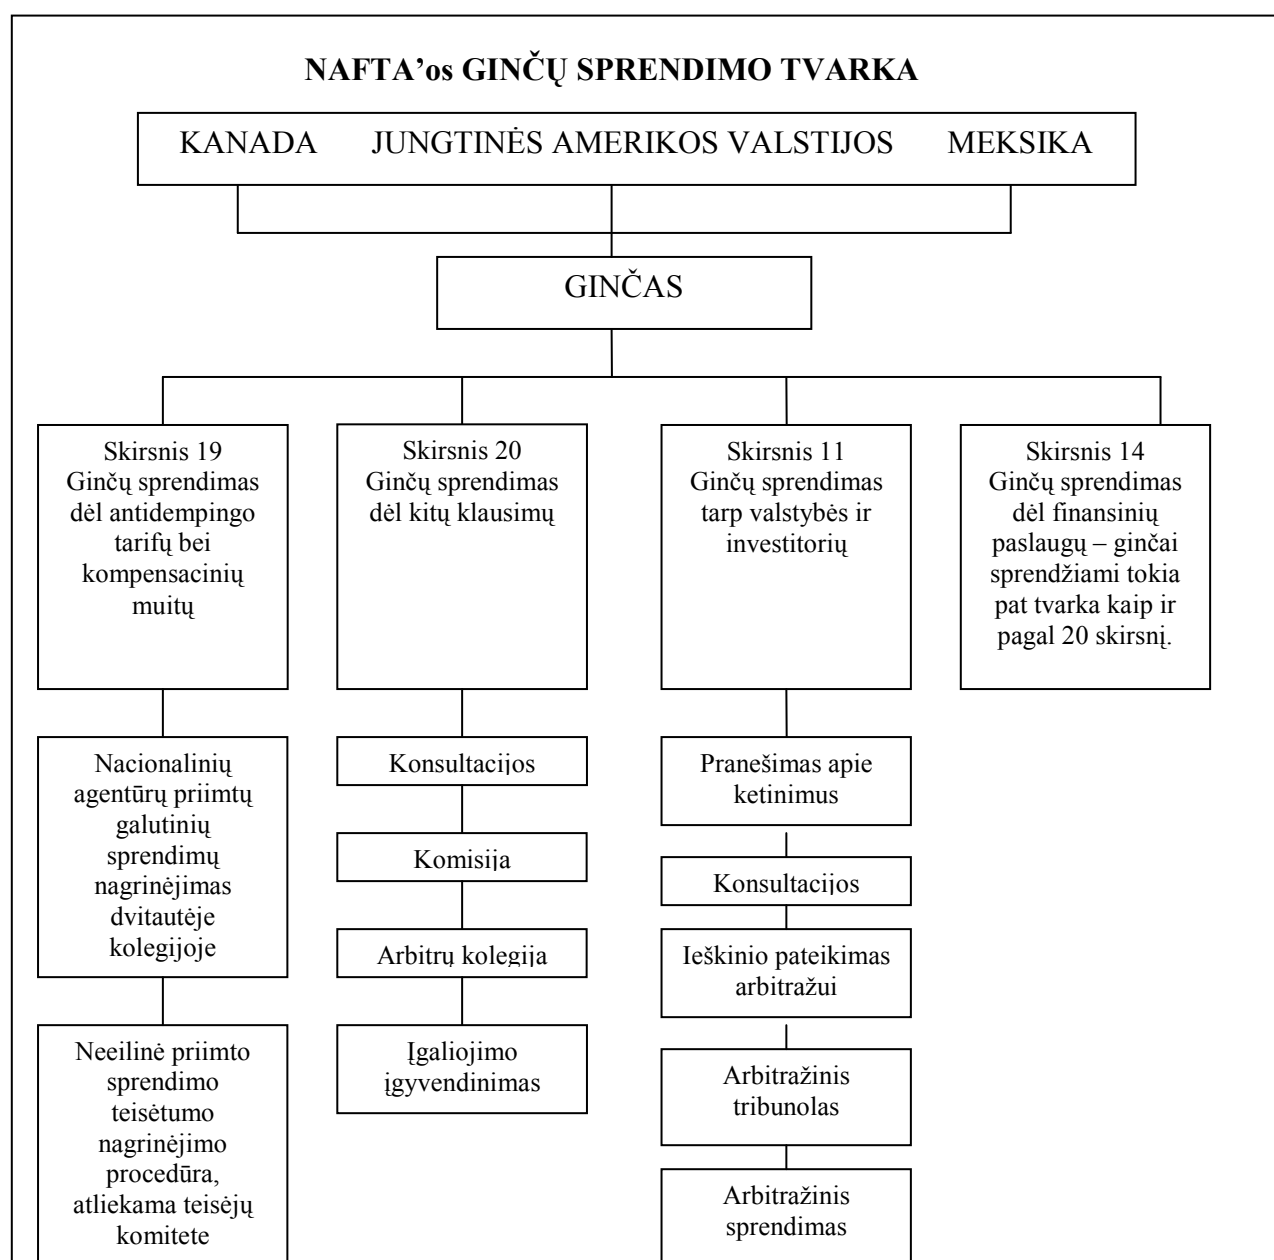 NAFTA’os GINČŲ SPRENDIMO TVARKA
KANADA JUNGTINĖS AMERIKOS VALSTIJOS MEKSIKA
GINČAS
Skirsnis 19
Ginčų sprendimas
dėl antidempingo
tarifų bei
kompensacinių
muitų
Skirsnis 20
Ginčų sprendimas
dėl kitų klausimų
Skirsnis 11
Ginčų sprendimas
tarp valstybės ir
investitorių
Skirsnis 14
Ginčų sprendimas
dėl finansinių
paslaugų – ginčai
sprendžiami tokia
pat tvarka kaip ir
pagal 20 skirsnį.
Nacionalinių
agentūrų priimtų
galutinių
sprendimų
nagrinėjimas
dvitautėje
kolegijoje
Neeilinė priimto
sprendimo
teisėtumo
nagrinėjimo
procedūra,
atliekama teisėjų
komitete
Konsultacijos
Komisija
Arbitrų kolegija
Įgaliojimo
įgyvendinimas
Pranešimas apie
ketinimus
Konsultacijos
Ieškinio pateikimas
arbitražui
Arbitražinis
tribunolas
Arbitražinis
sprendimas